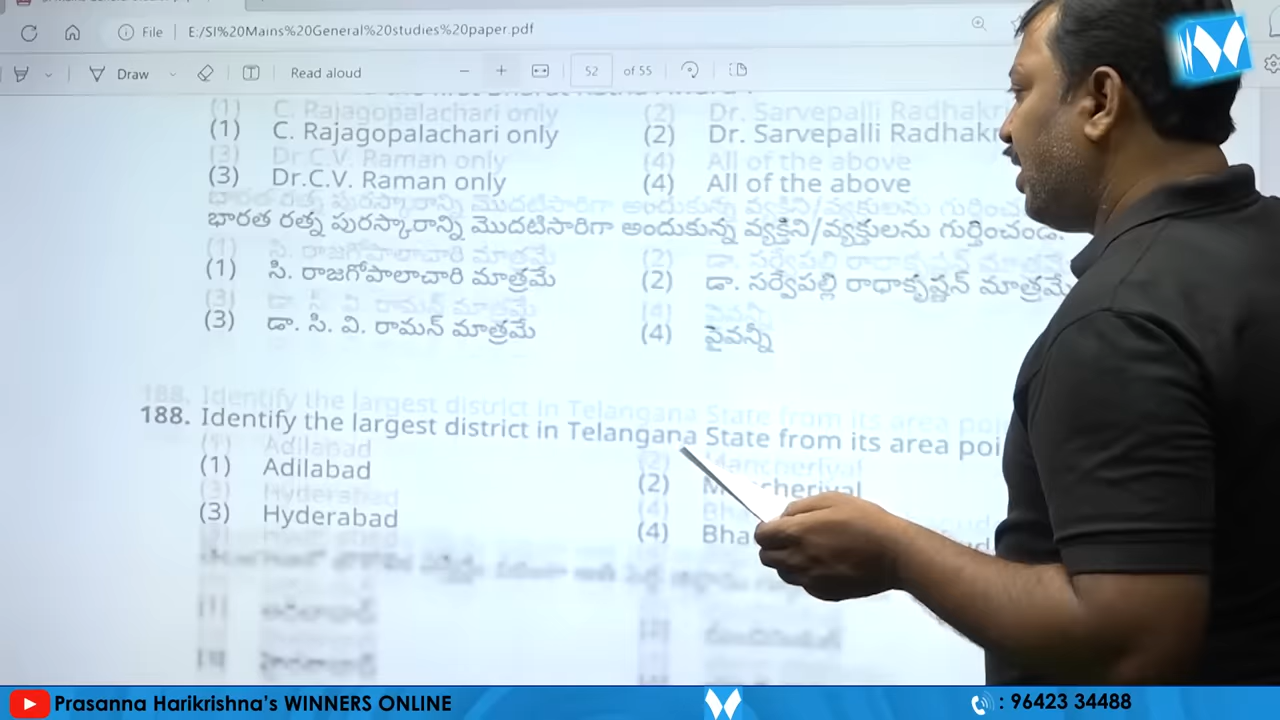 File E:/SI%20Mains%20General%20studies%20paper.pdf
Draw Read aloud 52 of 55
(1) C. Rajagopalachari only (2) Dr. Sarvepalli Radhakri
(3) Dr.C.V. Raman only (4) All of the above
భారత రత్న పురస్కారాన్ని మొదటిసారిగా అందుకున్న వ్యక్తిని/వ్యక్తులను గుర్తించండి.
(1) సి. రాజగోపాలాచారి మాత్రమే (2) డా. సర్వేపల్లి రాధాకృష్ణన్ మాత్రమే
(3) డా. సి. వి. రామన్ మాత్రమే (4) పైవన్నీ
188. Identify the largest district in Telangana State from its area poi
(1) Adilabad (2) Mancheriyal
(3) Hyderabad (4) Bha
Prasanna Harikrishna's WINNERS ONLINE : 96423 34488